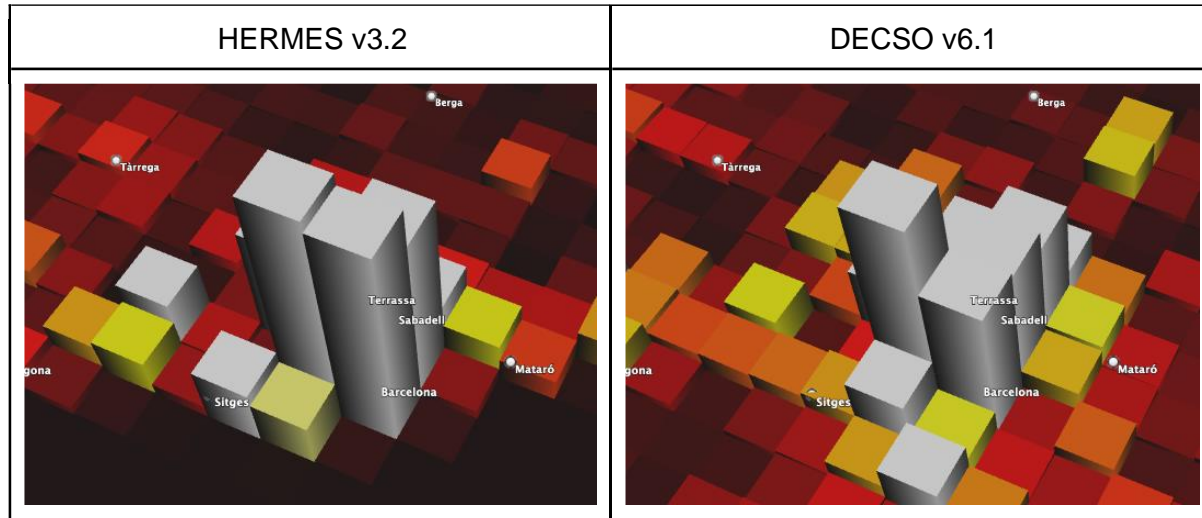 HERMES v3.2
DECSO v6.1
Berga
Tàrrega
Terrassa
Sabadell
gona
Mataró
Barcelona
Sitges
Berga
Tàrrega
Terrassa
Sabadell
gona
Mataró
Barcelona
Sitges